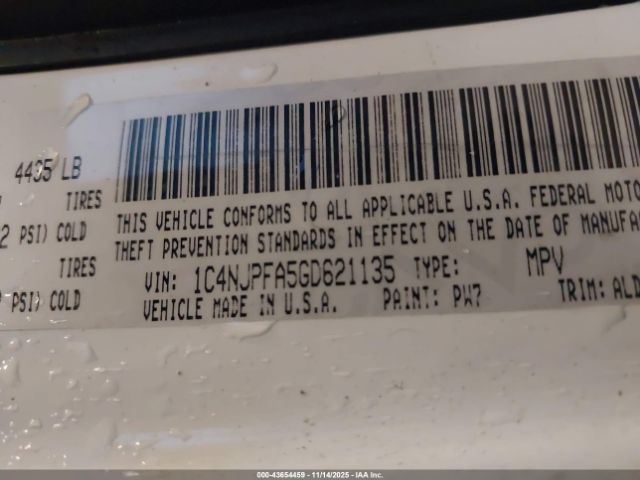 4435 LB
TIRES
2 PSI) COLD
TIRES
PSI) COLD
THIS VEHICLE CONFORMS TO ALL APPLICABLE U.S.A. FEDERAL MOTO
THEFT PREVENTION STANDARDS IN EFFECT ON THE DATE OF MANUFA
VIN: 1C4NJPFA5GD621135 TYPE: MPV
VEHICLE MADE IN U.S.A. PAINT: PW7 TRIM: ALD
000-43654459 - 11/14/2025 - IAA Inc.